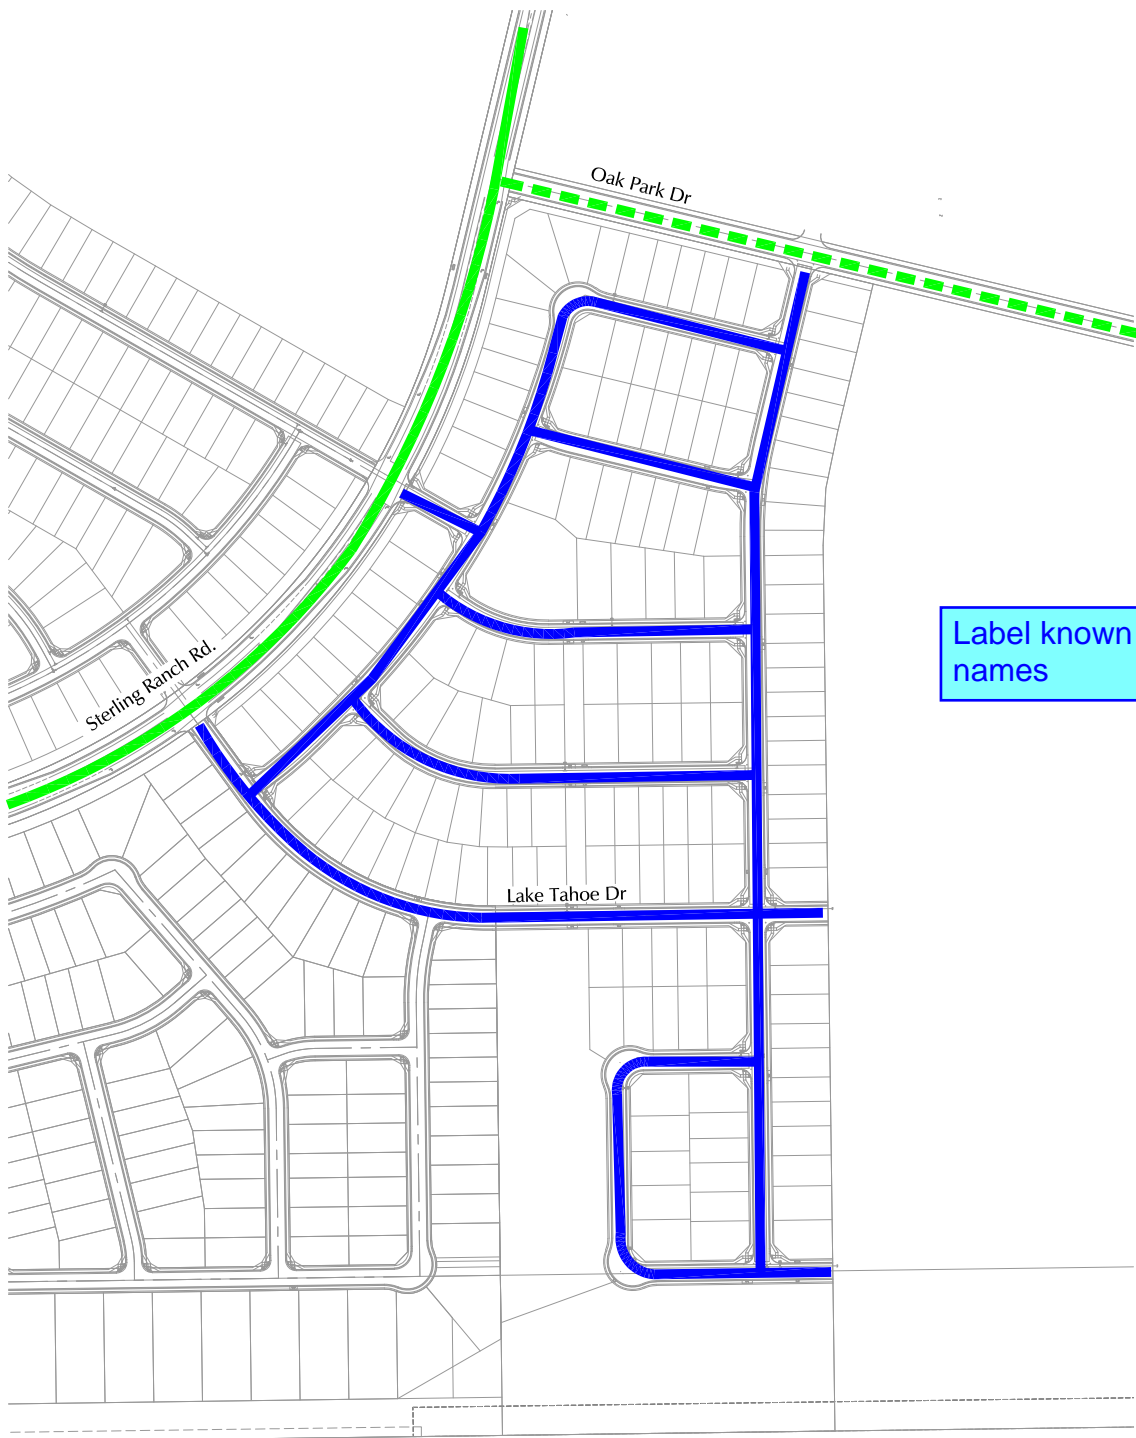 Oak Park Dr
Label known
names
Sterling Ranch Rd.
Lake Tahoe Dr